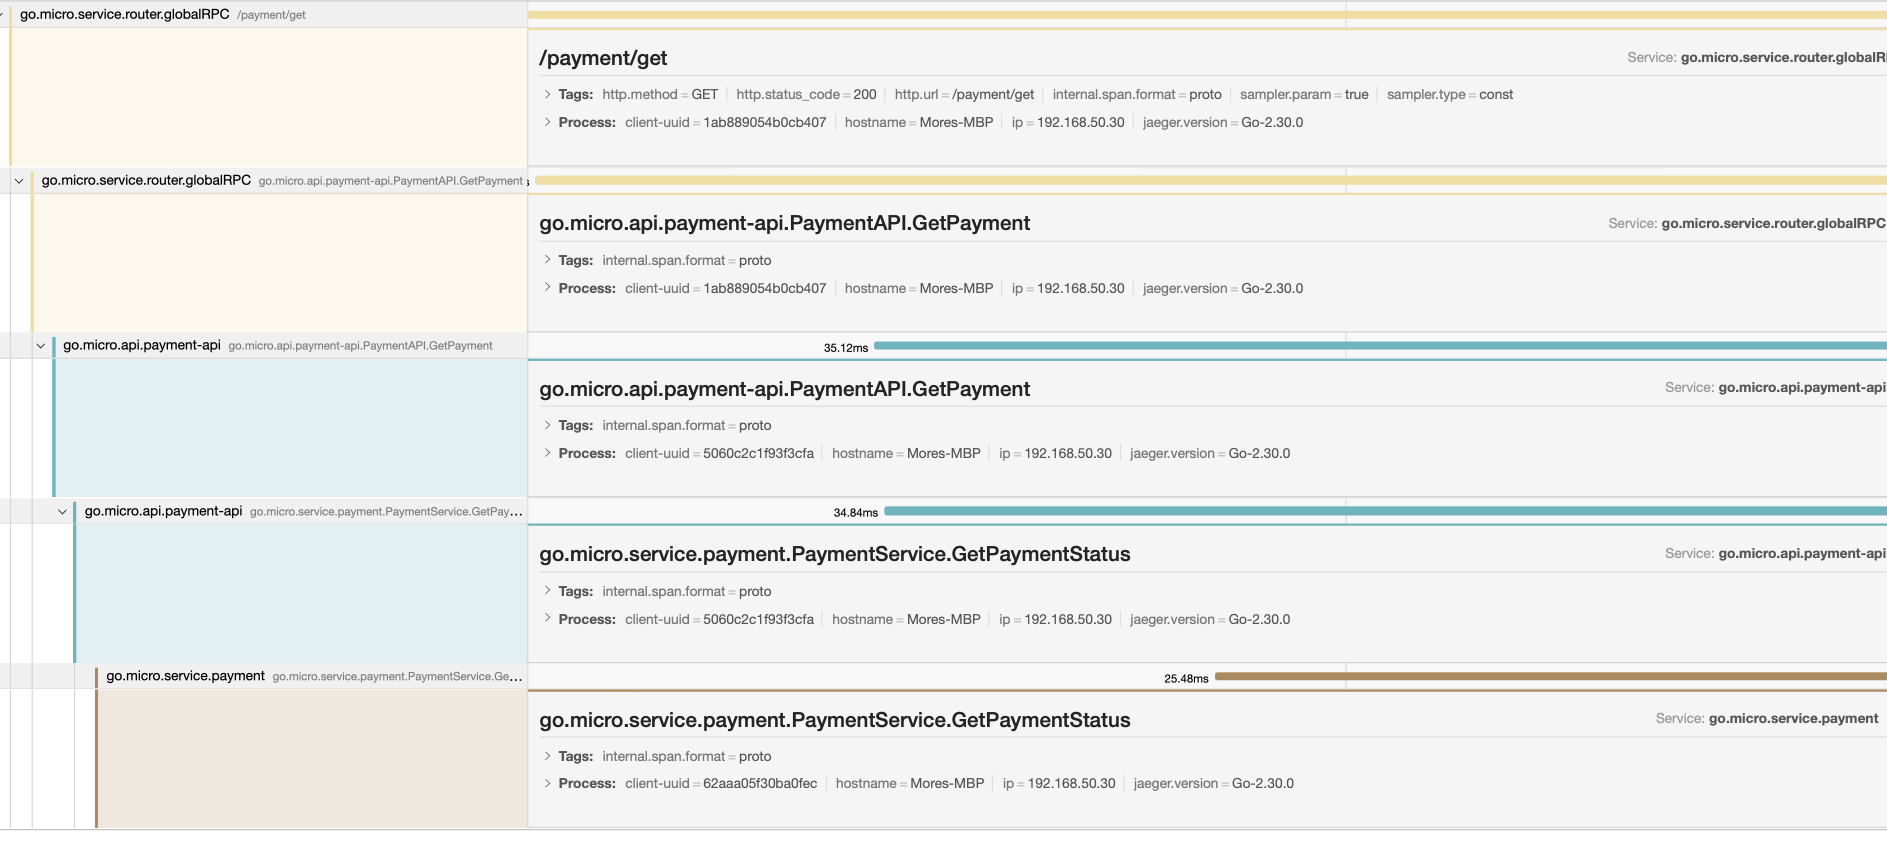 go.micro.service.router.globalRPC /payment/get
/payment/get Service: go.micro.service.router.globalR
Tags: http.method = GET http.status_code = 200 http.url = /payment/get internal.span.format = proto sampler.param = true sampler.type = const
Process: client-uuid = 1ab889054b0cb407 hostname = Mores-MBP ip = 192.168.50.30 jaeger.version = Go-2.30.0
go.micro.service.router.globalRPC go.micro.api.payment-api.PaymentAPI.GetPayment s
go.micro.api.payment-api.PaymentAPI.GetPayment Service: go.micro.service.router.globalRPC
Tags: internal.span.format = proto
Process: client-uuid = 1ab889054b0cb407 hostname = Mores-MBP ip = 192.168.50.30 jaeger.version = Go-2.30.0
go.micro.api.payment-api go.micro.api.payment-api.PaymentAPI.GetPayment 35.12ms
go.micro.api.payment-api.PaymentAPI.GetPayment Service: go.micro.api.payment-api
Tags: internal.span.format = proto
Process: client-uuid = 5060c2c1f93f3cfa hostname = Mores-MBP ip = 192.168.50.30 jaeger.version = Go-2.30.0
go.micro.api.payment-api go.micro.service.payment.PaymentService.GetPay... 34.84ms
go.micro.service.payment.PaymentService.GetPaymentStatus Service: go.micro.api.payment-api
Tags: internal.span.format = proto
Process: client-uuid = 5060c2c1f93f3cfa hostname = Mores-MBP ip = 192.168.50.30 jaeger.version = Go-2.30.0
go.micro.service.payment go.micro.service.payment.PaymentService.Ge... 25.48ms
go.micro.service.payment.PaymentService.GetPaymentStatus Service: go.micro.service.payment
Tags: internal.span.format = proto
Process: client-uuid = 62aaa05f30ba0fec hostname = Mores-MBP ip = 192.168.50.30 jaeger.version = Go-2.30.0